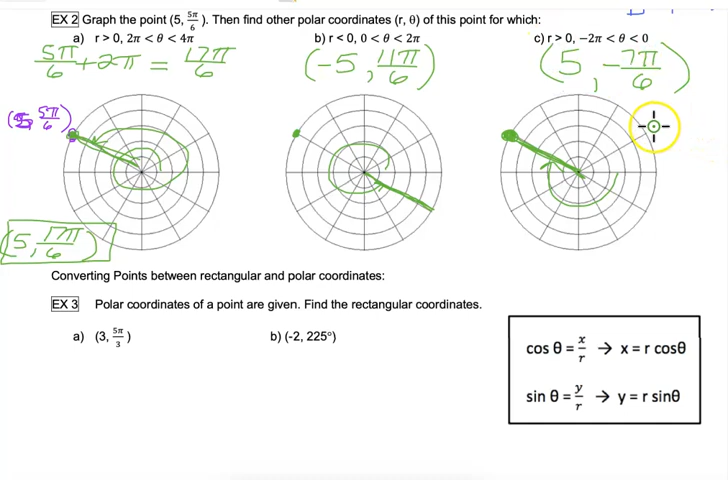 EX 2 Graph the point (5, 5π/6). Then find other polar coordinates (r, θ) of this point for which:
a) r > 0, 2π < θ < 4π
b) r < 0, 0 < θ < 2π
c) r > 0, −2π < θ < 0
5π/6 + 2π = 17π/6
(-5, 11π/6)
(5, -7π/6)
(5, 5π/6)
(5, 17π/6)
Converting Points between rectangular and polar coordinates:
EX 3 Polar coordinates of a point are given. Find the rectangular coordinates.
a) (3, 5π/3)
b) (-2, 225°)
cos θ = x/r → x = r cosθ
sin θ = y/r → y = r sinθ